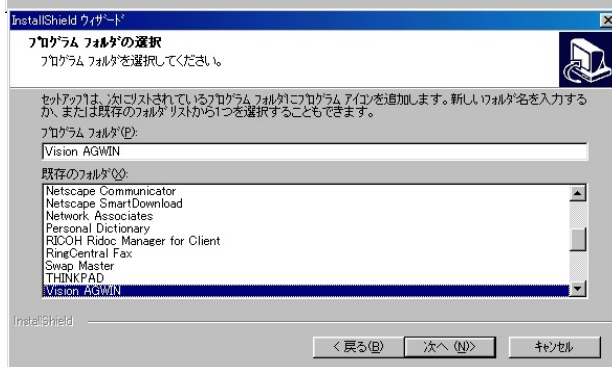 InstallShield ウィザード
プログラム フォルダの選択
プログラム フォルダを選択してください。
セットアップは、次にリストされているプログラム フォルダにプログラム アイコンを追加します。新しいフォルダ名を入力する
か、または既存のフォルダ リストから1つを選択することもできます。
プログラム フォルダ(P):
Vision AGWIN
既存のフォルダ(X):
Netscape Communicator
Netscape SmartDownload
Network Associates
Personal Dictionary
RICOH Ridoc Manager for Client
RingCentral Fax
Swap Master
THINKPAD
Vision AGWIN
InstallShield
< 戻る(B)
次へ (N)>
キャンセル